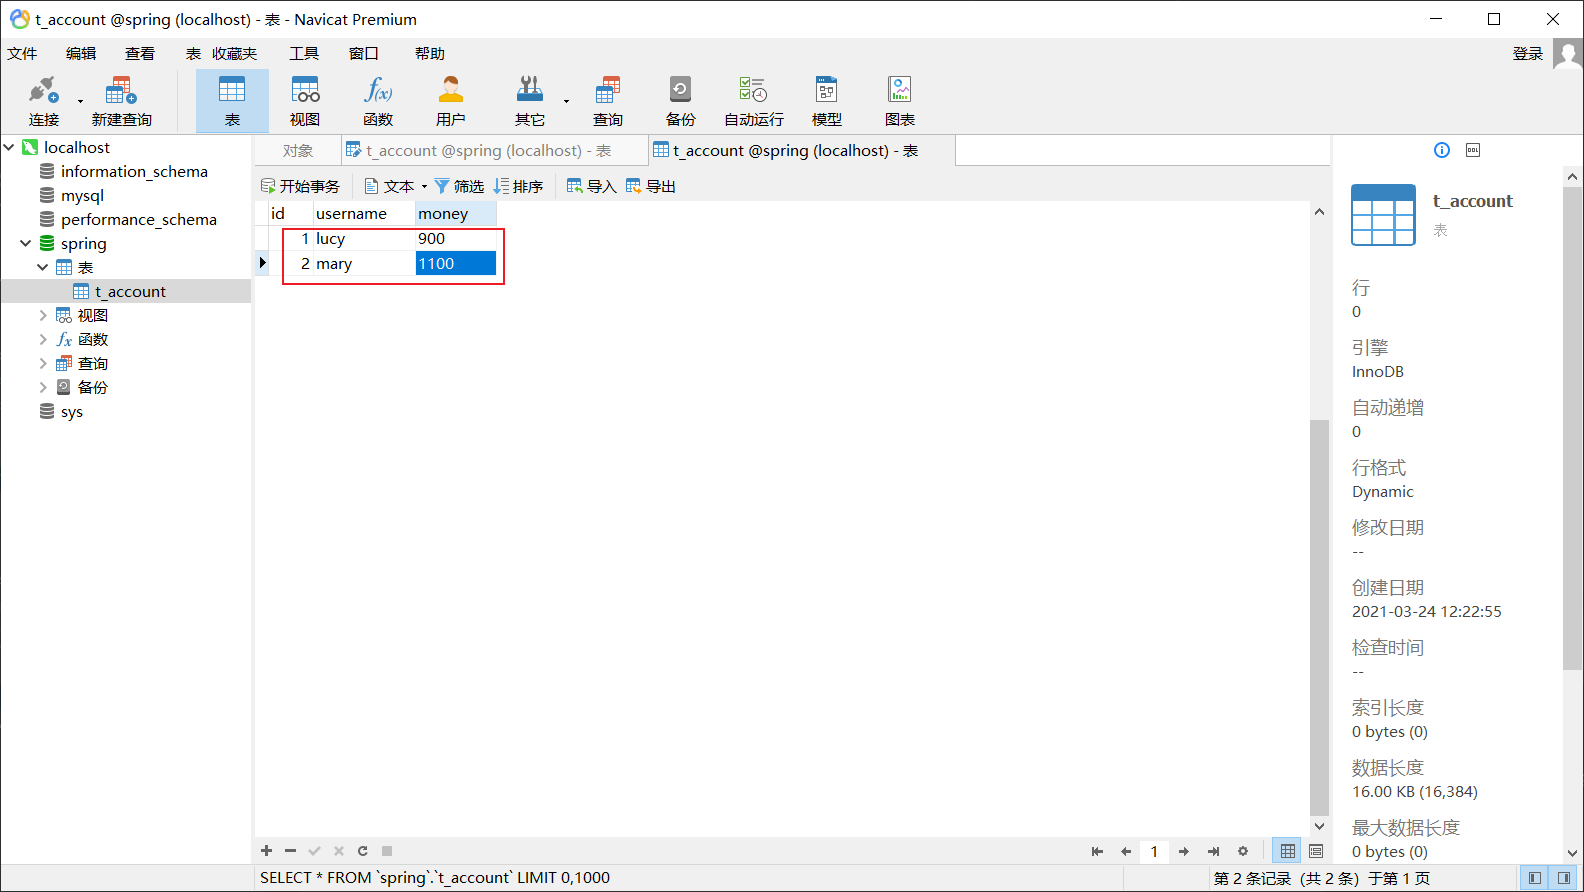 t_account @spring (localhost) - 表 - Navicat Premium
文件 编辑 查看 表 收藏夹 工具 窗口 帮助 登录
连接 新建查询 表 视图 函数 用户 其它 查询 备份 自动运行 模型 图表
localhost
information_schema
mysql
performance_schema
spring
表
t_account
视图
函数
查询
备份
sys
对象 t_account @spring (localhost) - 表 t_account @spring (localhost) - 表
开始事务 文本 筛选 排序 导入 导出
id username money
1 lucy 900
2 mary 1100
t_account
表
行
0
引擎
InnoDB
自动递增
0
行格式
Dynamic
修改日期
--
创建日期
2021-03-24 12:22:55
检查时间
--
索引长度
0 bytes (0)
数据长度
16.00 KB (16,384)
最大数据长度
0 bytes (0)
1
SELECT * FROM `spring`.`t_account` LIMIT 0,1000 第 2 条记录 (共 2 条) 于第 1 页